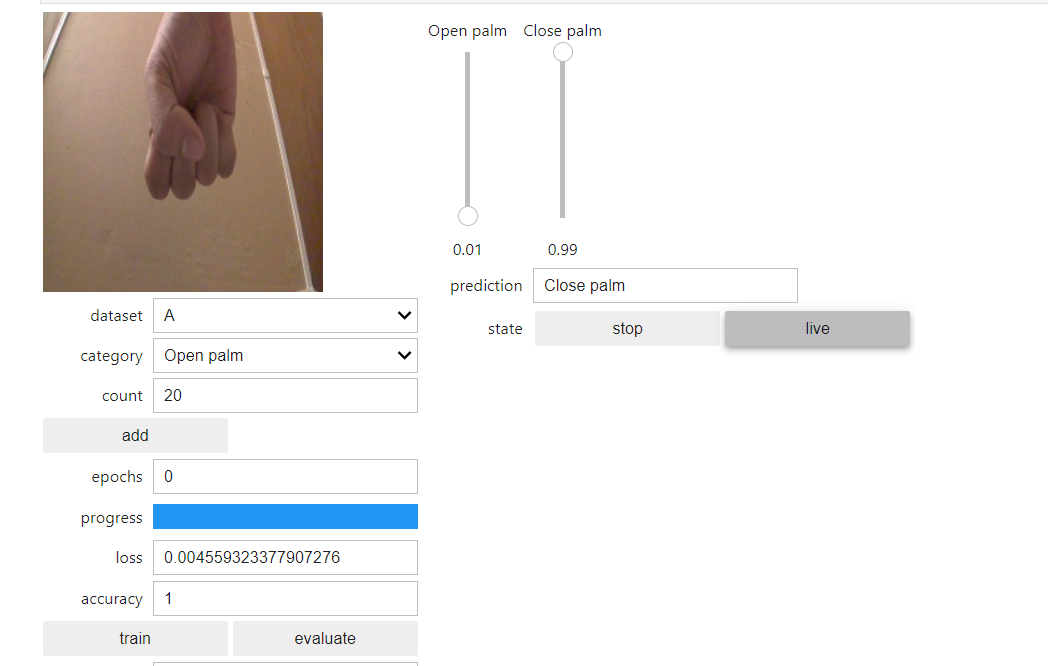 Open palm Close palm
0.01 0.99
prediction Close palm
state stop live
dataset A
category Open palm
count 20
add
epochs 0
progress
loss 0.004559323377907276
accuracy 1
train evaluate